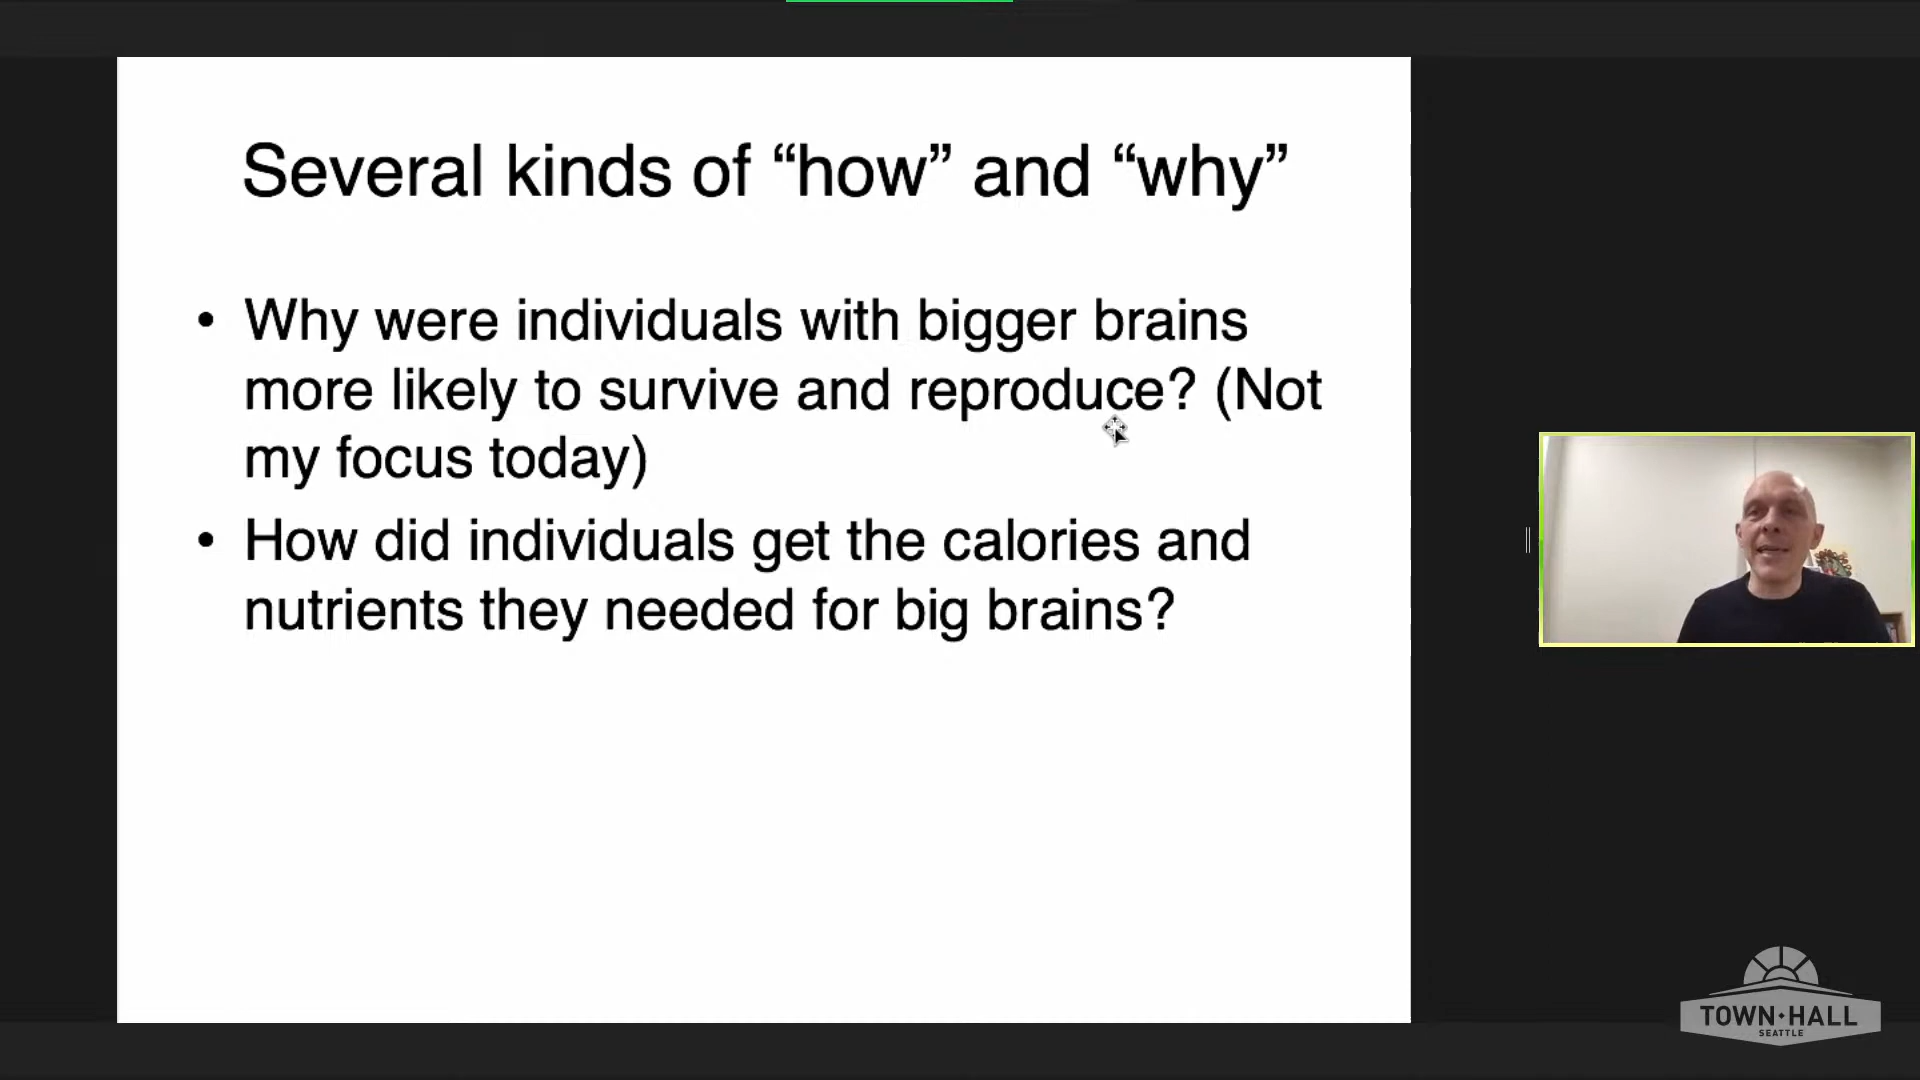 Several kinds of “how” and “why”
• Why were individuals with bigger brains
more likely to survive and reproduce? (Not
my focus today)
• How did individuals get the calories and
nutrients they needed for big brains?
TOWN·HALL
SEATTLE